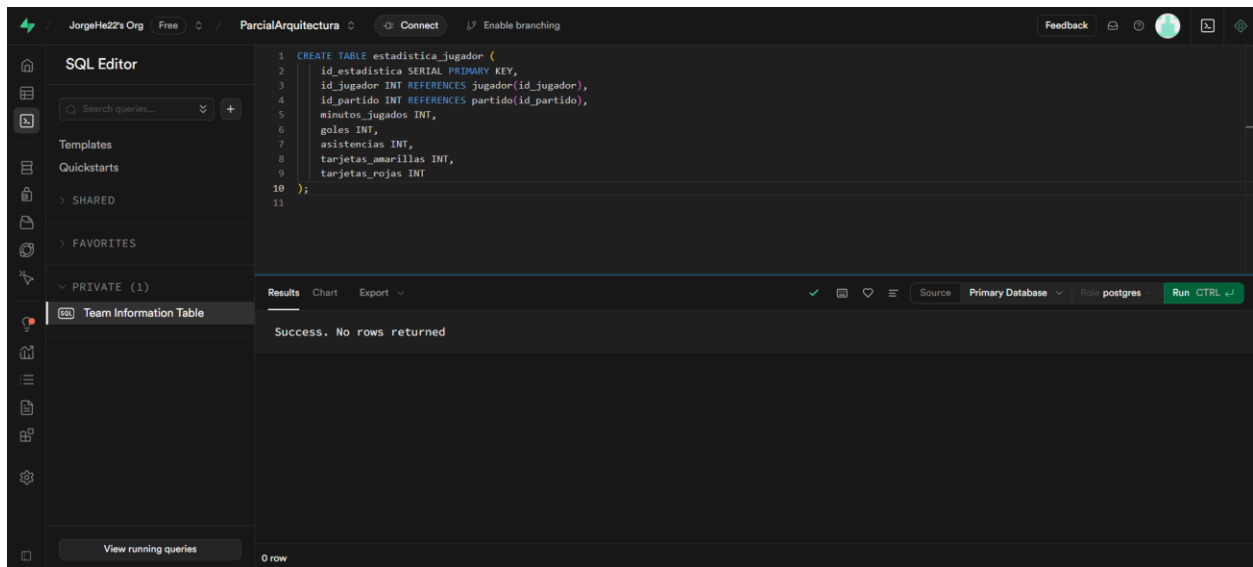 JorgeHe22's Org Free ParcialArquitectura Connect Enable branching Feedback
SQL Editor
Search queries...
Templates
Quickstarts
SHARED
FAVORITES
PRIVATE (1)
SQL Team Information Table
View running queries
1 CREATE TABLE estadistica_jugador (
2 id_estadistica SERIAL PRIMARY KEY,
3 id_jugador INT REFERENCES jugador(id_jugador),
4 id_partido INT REFERENCES partido(id_partido),
5 minutos_jugados INT,
6 goles INT,
7 asistencias INT,
8 tarjetas_amarillas INT,
9 tarjetas_rojas INT
10 );
11
Results Chart Export Source Primary Database Role postgres Run CTRL
Success. No rows returned
0 row